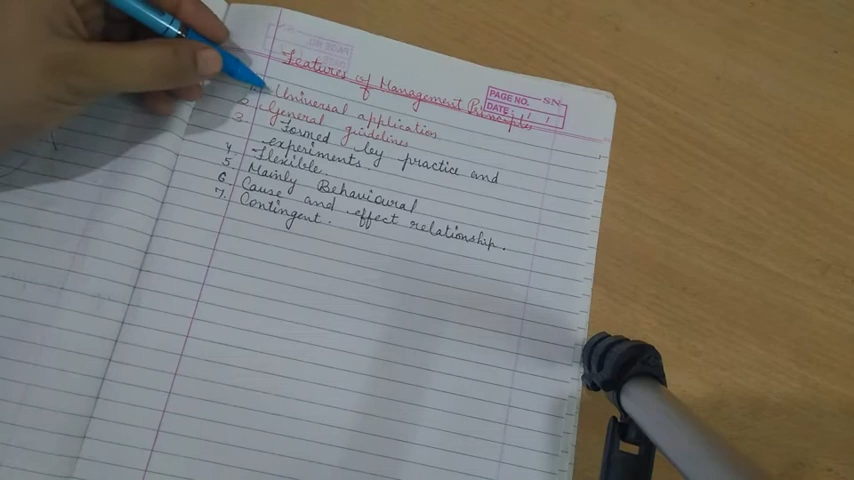 Features of Management Principles
PAGE NO. SN
DATE: / /
1. Universal application
2. General guidelines
3. Formed by practice and
experiments.
4. Flexible.
5. Mainly Behavioural
6. Cause and effect relationship.
7. Contingent.